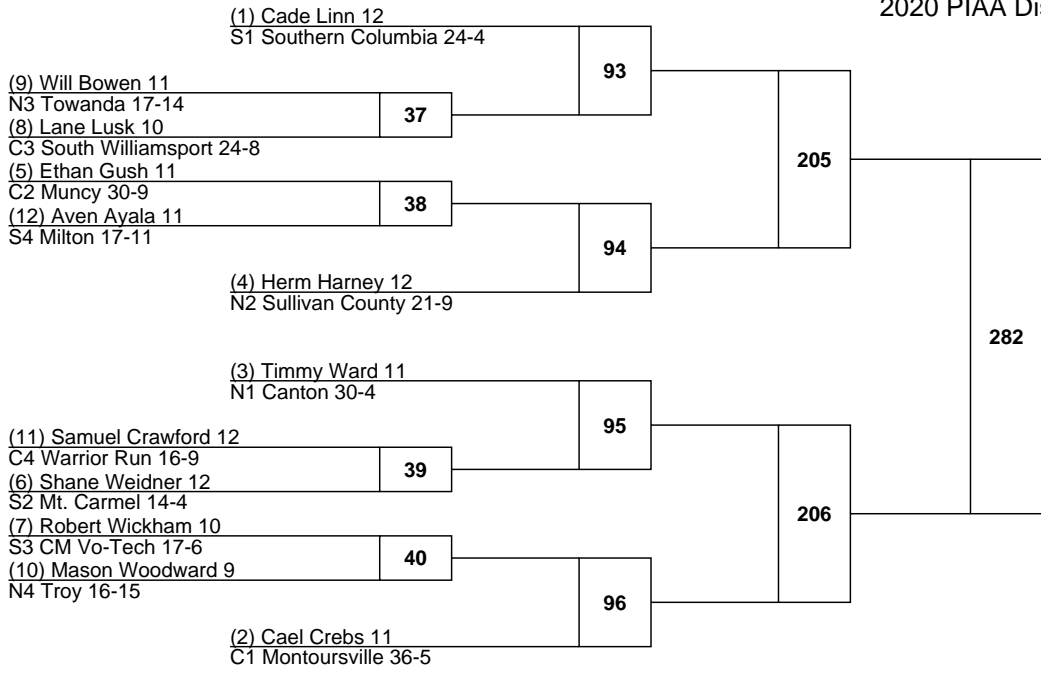 2020 PIAA Dis
(1) Cade Linn 12
S1 Southern Columbia 24-4
93
(9) Will Bowen 11
N3 Towanda 17-14
37
(8) Lane Lusk 10
C3 South Williamsport 24-8
205
(5) Ethan Gush 11
C2 Muncy 30-9
38
(12) Aven Ayala 11
S4 Milton 17-11
94
(4) Herm Harney 12
N2 Sullivan County 21-9
282
(3) Timmy Ward 11
N1 Canton 30-4
95
(11) Samuel Crawford 12
C4 Warrior Run 16-9
39
(6) Shane Weidner 12
S2 Mt. Carmel 14-4
206
(7) Robert Wickham 10
S3 CM Vo-Tech 17-6
40
(10) Mason Woodward 9
N4 Troy 16-15
96
(2) Cael Crebs 11
C1 Montoursville 36-5